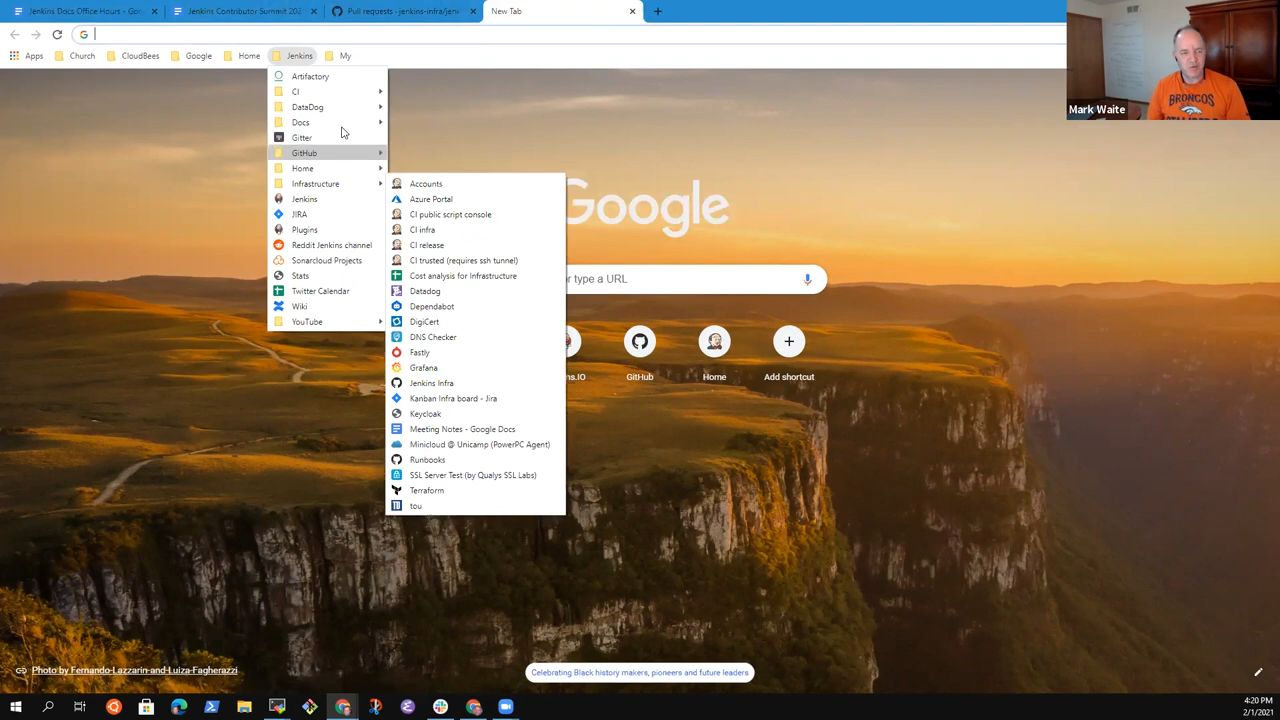 Jenkins Docs Office Hours - Goo
Jenkins Contributor Summit 202
Pull requests · jenkins-infra/jen
New Tab
Apps
Church
CloudBees
Google
Home
Jenkins
My
Mark Waite
Artifactory
CI
DataDog
Docs
Gitter
GitHub
Home
Infrastructure
Jenkins
JIRA
Plugins
Reddit Jenkins channel
Sonarcloud Projects
Stats
Twitter Calendar
Wiki
YouTube
Accounts
Azure Portal
CI public script console
CI infra
CI release
CI trusted (requires ssh tunnel)
Cost analysis for Infrastructure
Datadog
Dependabot
DigiCert
DNS Checker
Fastly
Grafana
Jenkins Infra
Kanban Infra board - Jira
Keycloak
Meeting Notes - Google Docs
Minicloud @ Unicamp (PowerPC Agent)
Runbooks
SSL Server Test (by Qualys SSL Labs)
Terraform
tou
Google
or type a URL
ns.IO
GitHub
Home
Add shortcut
Photo by Fernando-Lazzarin-and-Luiza-Fagherazzi
Celebrating Black history makers, pioneers and future leaders
4:20 PM
2/1/2021
BRONCOS